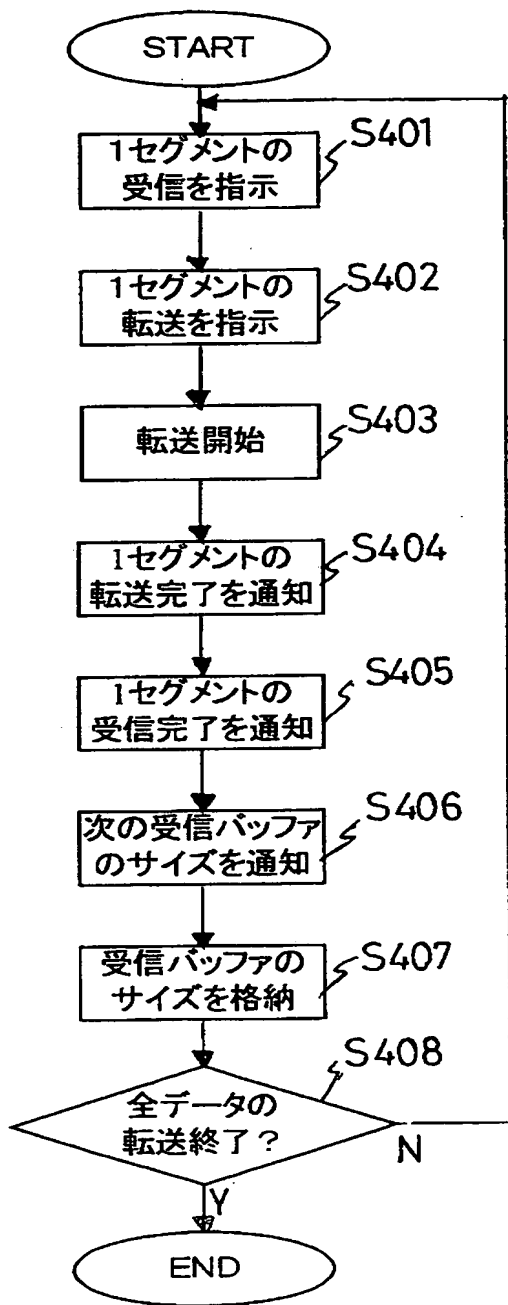 START
1セグメントの
受信を指示
S401
1セグメントの
転送を指示
S402
転送開始
S403
1セグメントの
転送完了を通知
S404
1セグメントの
受信完了を通知
S405
次の受信バッファ
のサイズを通知
S406
受信バッファの
サイズを格納
S407
全データの
転送終了?
S408
N
Y
END